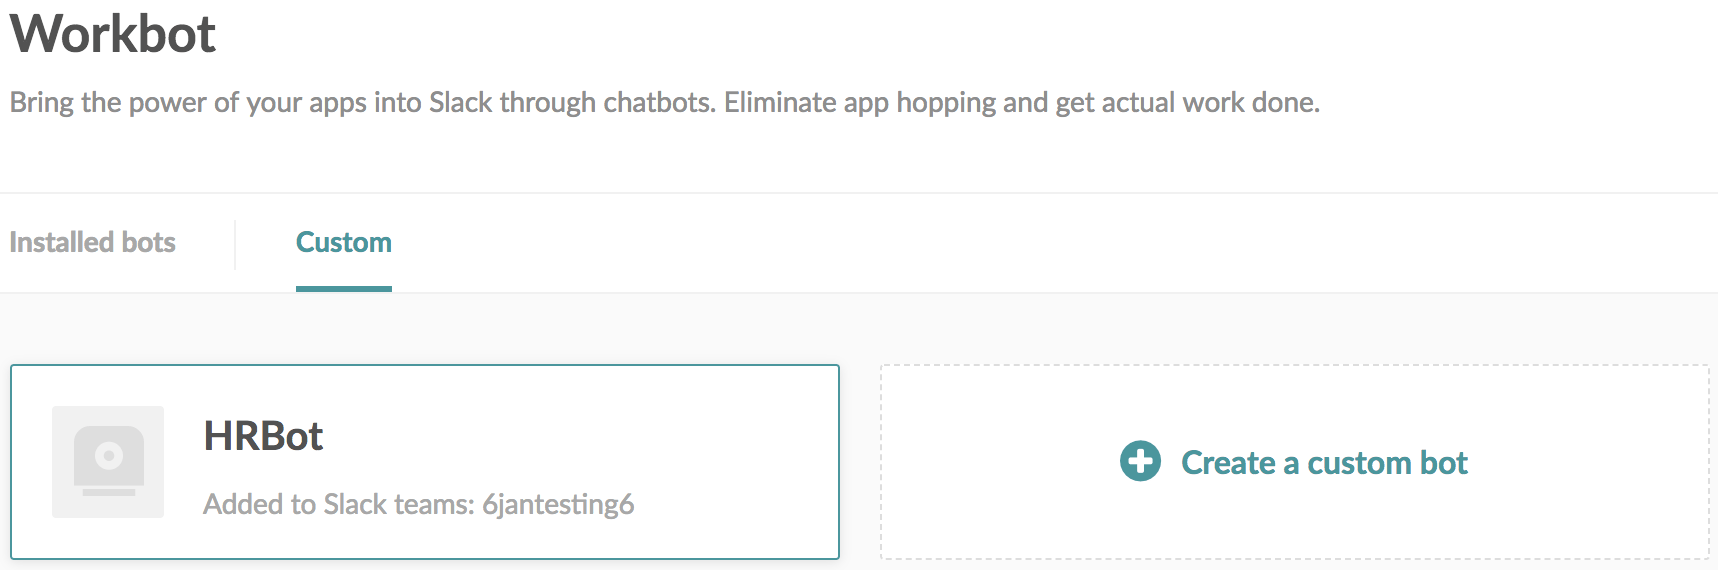 Workbot
Bring the power of your apps into Slack through chatbots. Eliminate app hopping and get actual work done.
Installed bots
Custom
HRBot
Added to Slack teams: 6jantesting6
Create a custom bot